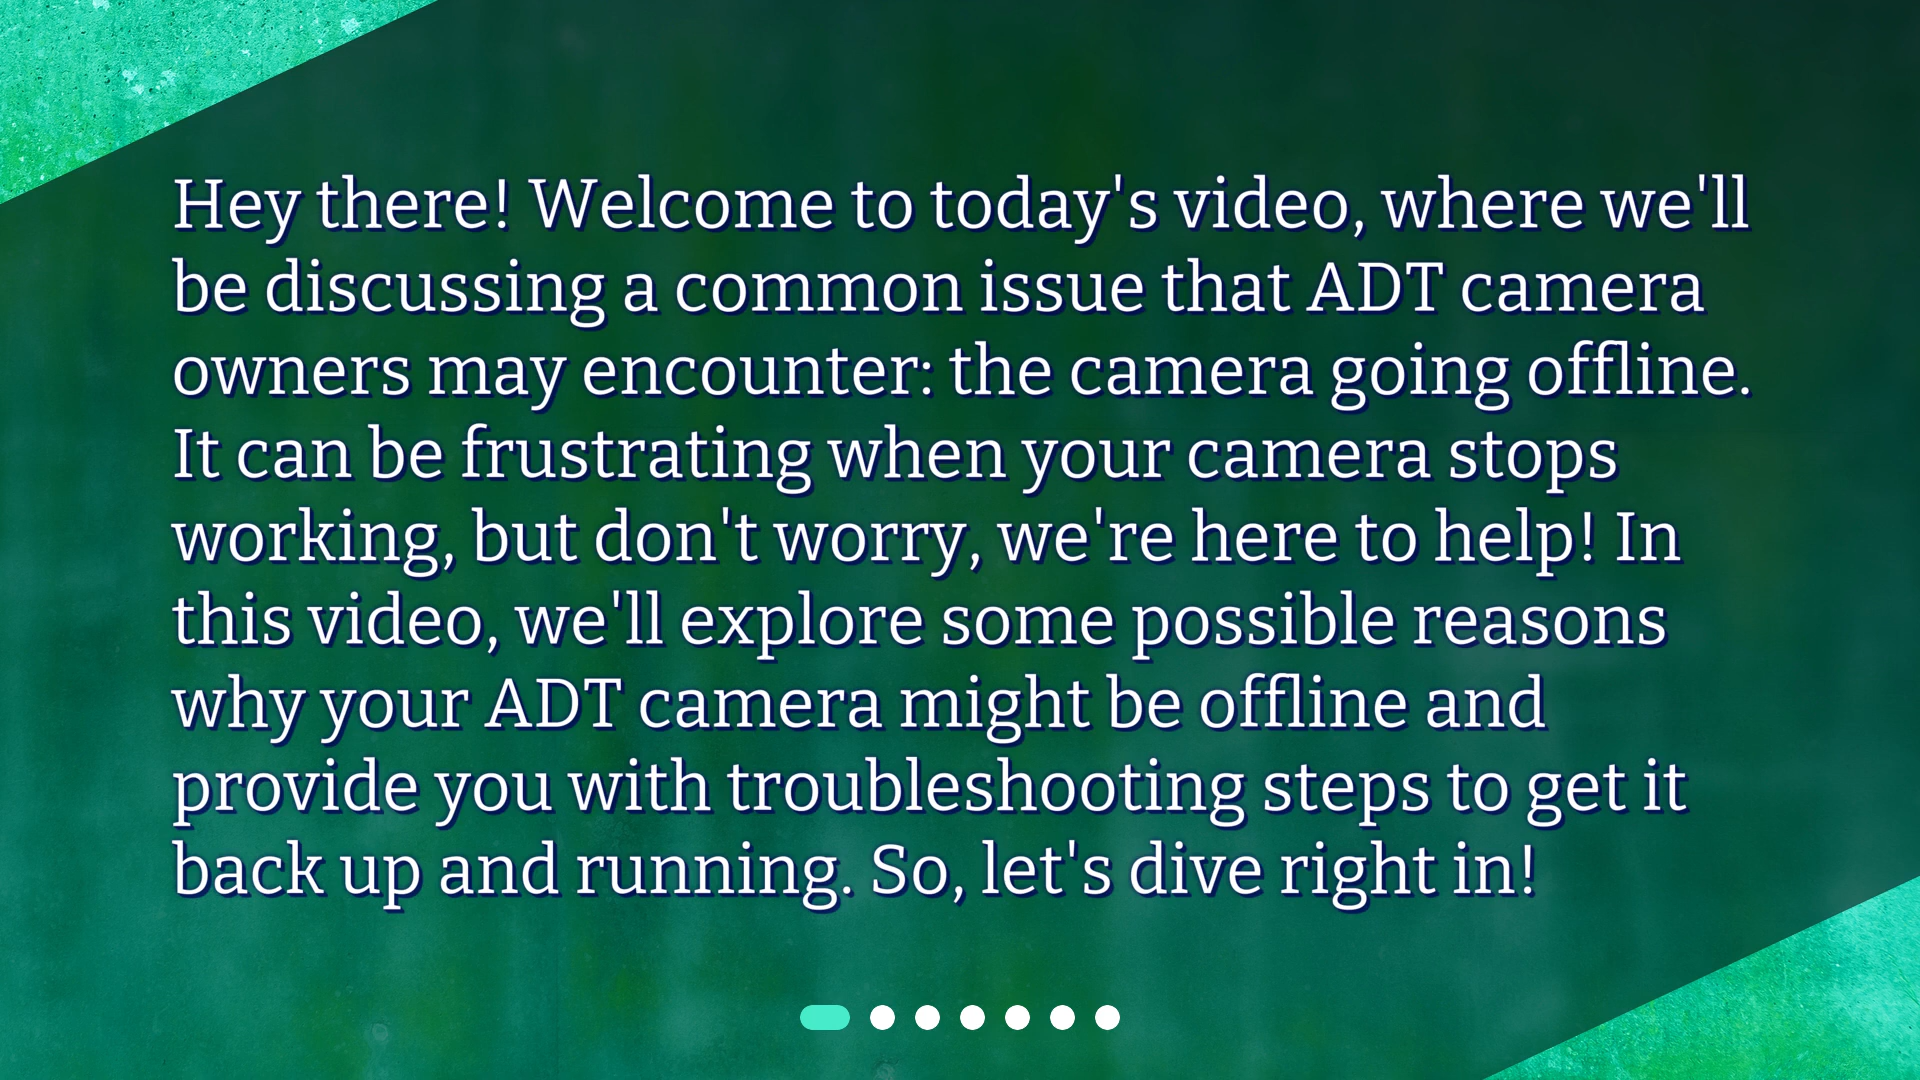 Hey there! Welcome to today's video, where we'll
be discussing a common issue that ADT camera
owners may encounter: the camera going offline.
It can be frustrating when your camera stops
working, but don't worry, we're here to help! In
this video, we'll explore some possible reasons
why your ADT camera might be offline and
provide you with troubleshooting steps to get it
back up and running. So, let's dive right in!